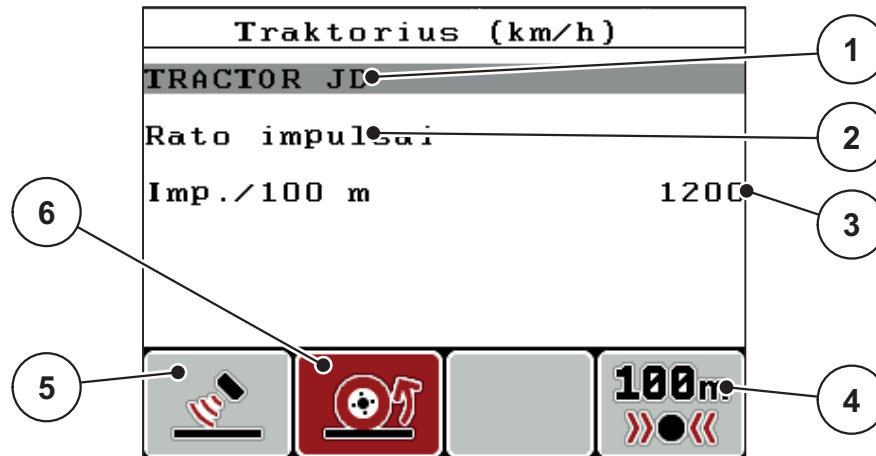 Traktorius (km/h)
1
TRACTOR JD
Rato impulsai
2
Imp./100 m 1200
3
6
5
100m
4